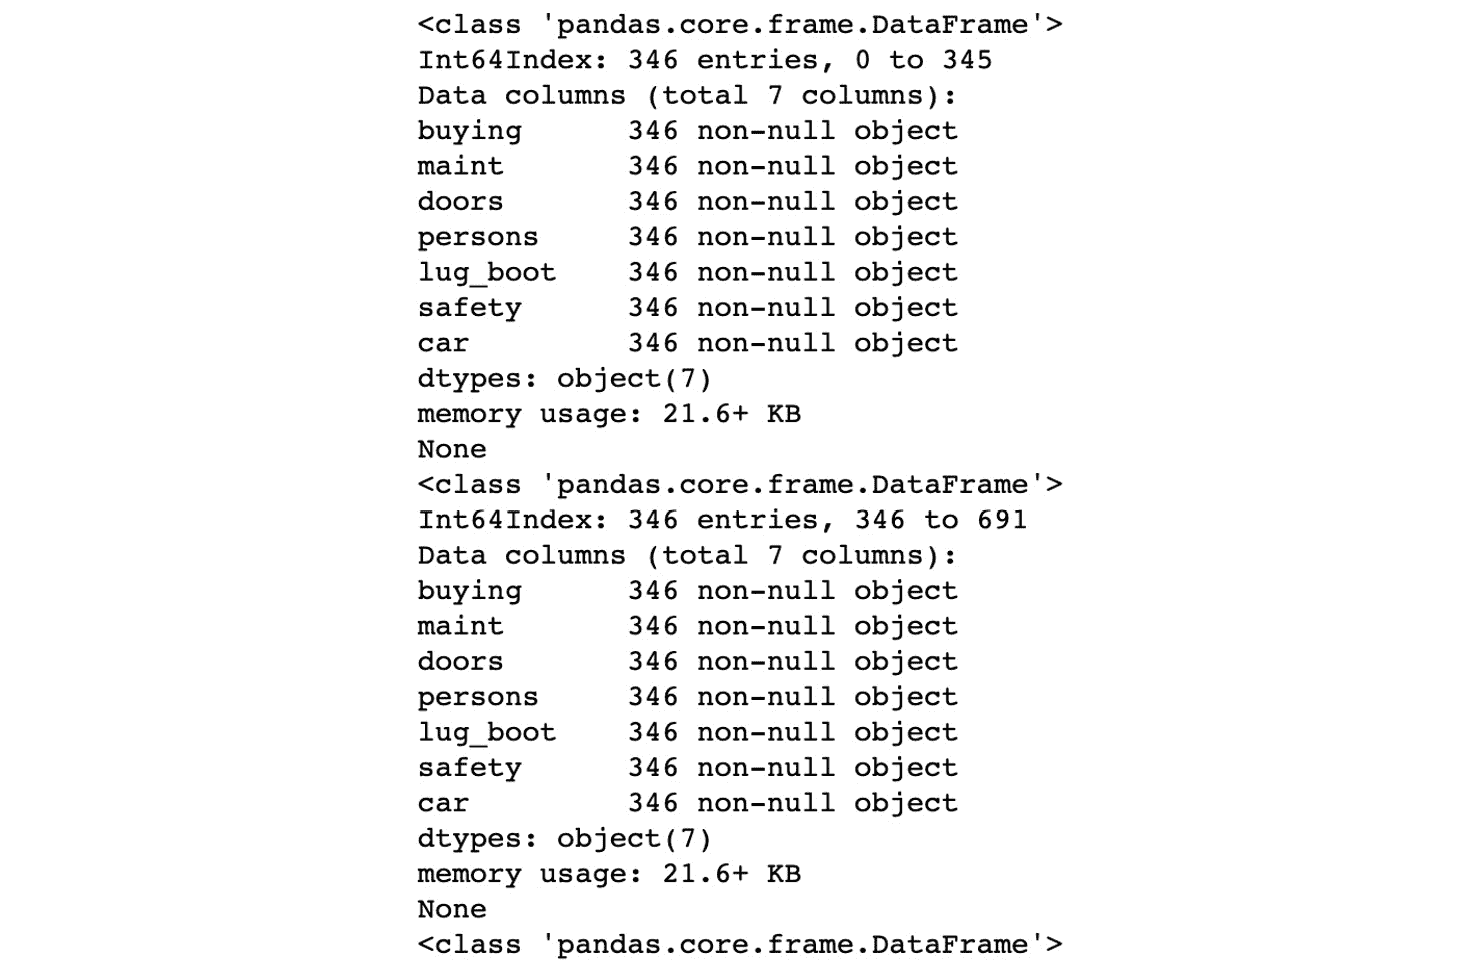 <class 'pandas.core.frame.DataFrame'>
Int64Index: 346 entries, 0 to 345
Data columns (total 7 columns):
buying      346 non-null object
maint       346 non-null object
doors       346 non-null object
persons     346 non-null object
lug_boot    346 non-null object
safety      346 non-null object
car         346 non-null object
dtypes: object(7)
memory usage: 21.6+ KB
None
<class 'pandas.core.frame.DataFrame'>
Int64Index: 346 entries, 346 to 691
Data columns (total 7 columns):
buying      346 non-null object
maint       346 non-null object
doors       346 non-null object
persons     346 non-null object
lug_boot    346 non-null object
safety      346 non-null object
car         346 non-null object
dtypes: object(7)
memory usage: 21.6+ KB
None
<class 'pandas.core.frame.DataFrame'>